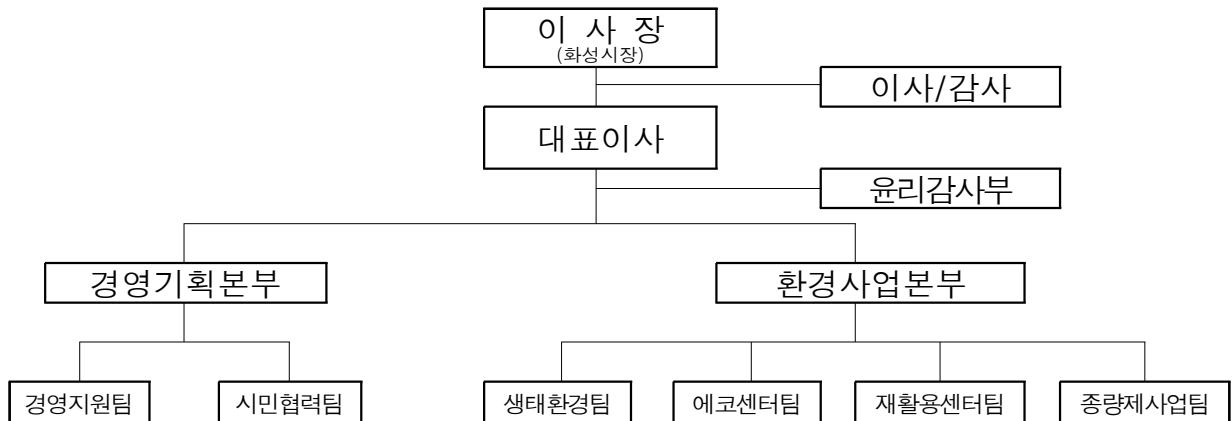 이 사 장
(화성시장)
이사/감사
대표이사
윤리감사부
경영기획본부
환경사업본부
경영지원팀
시민협력팀
생태환경팀
에코센터팀
재활용센터팀
종량제사업팀